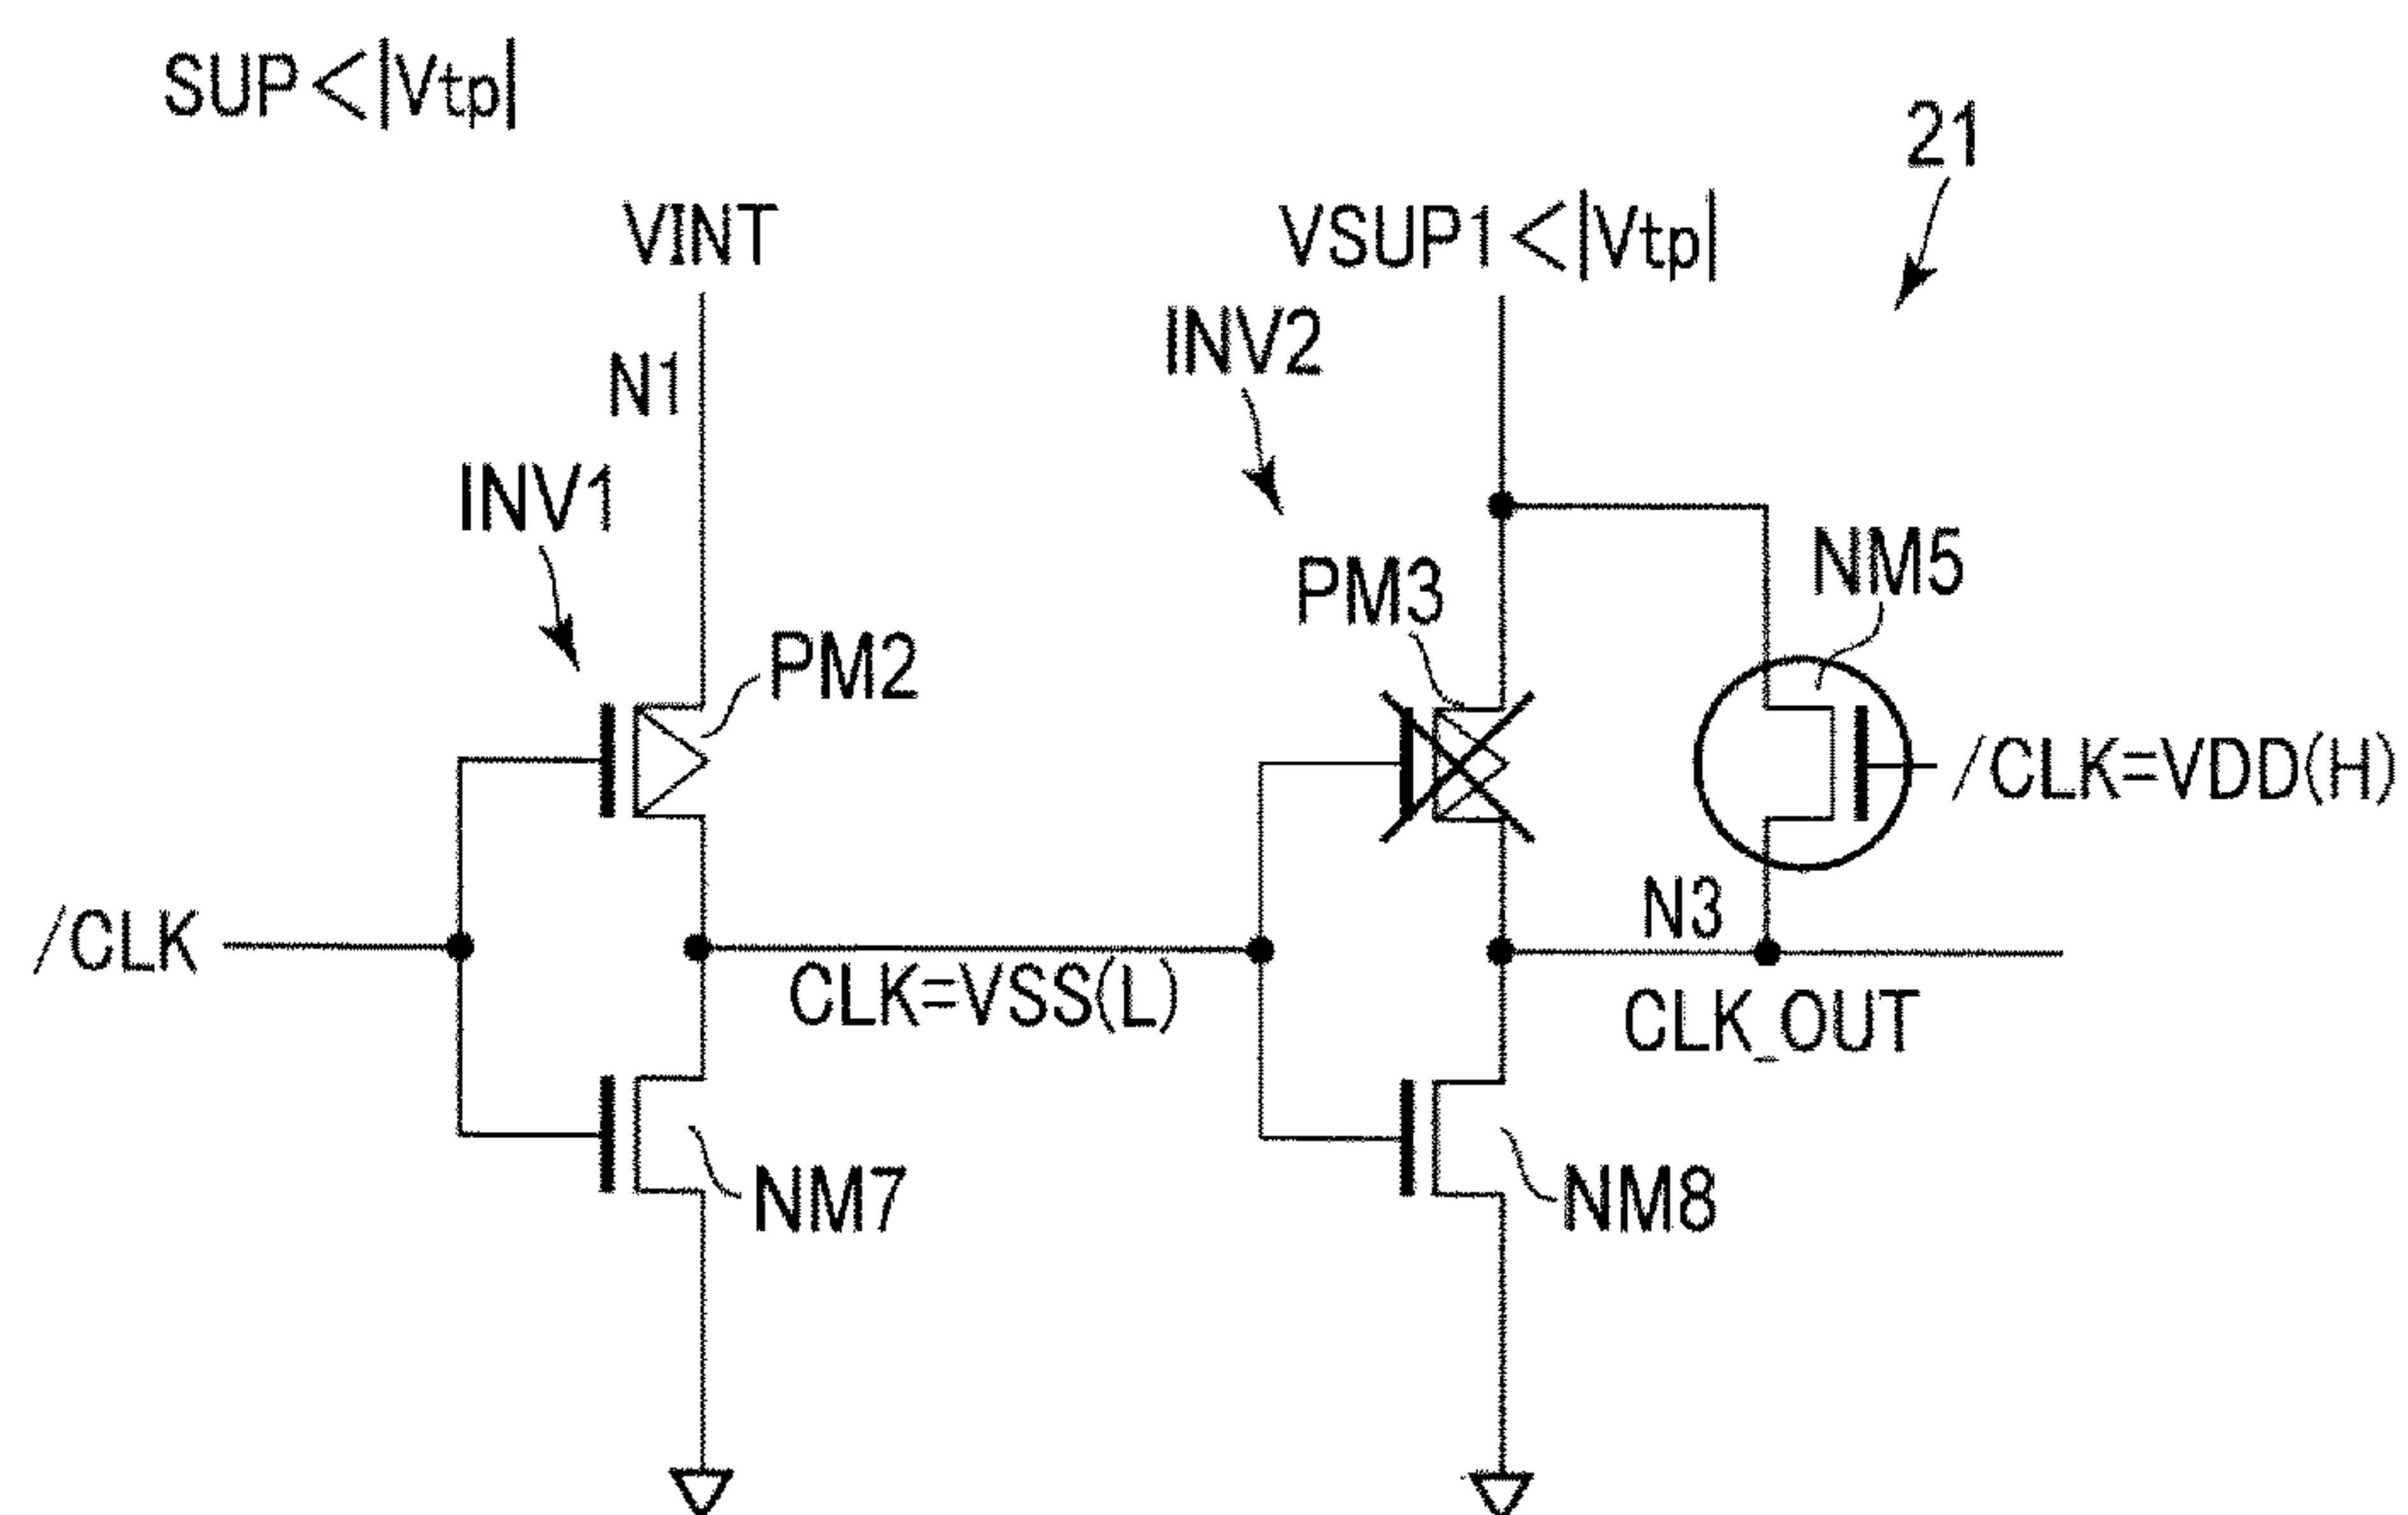 SUP<|Vtp|
21
VINT
VSUP1<|Vtp|
INV2
N1
INV1
NM5
PM3
PM2
/CLK=VDD(H)
N3
/CLK
CLK=VSS(L)
CLK_OUT
NM7
NM8